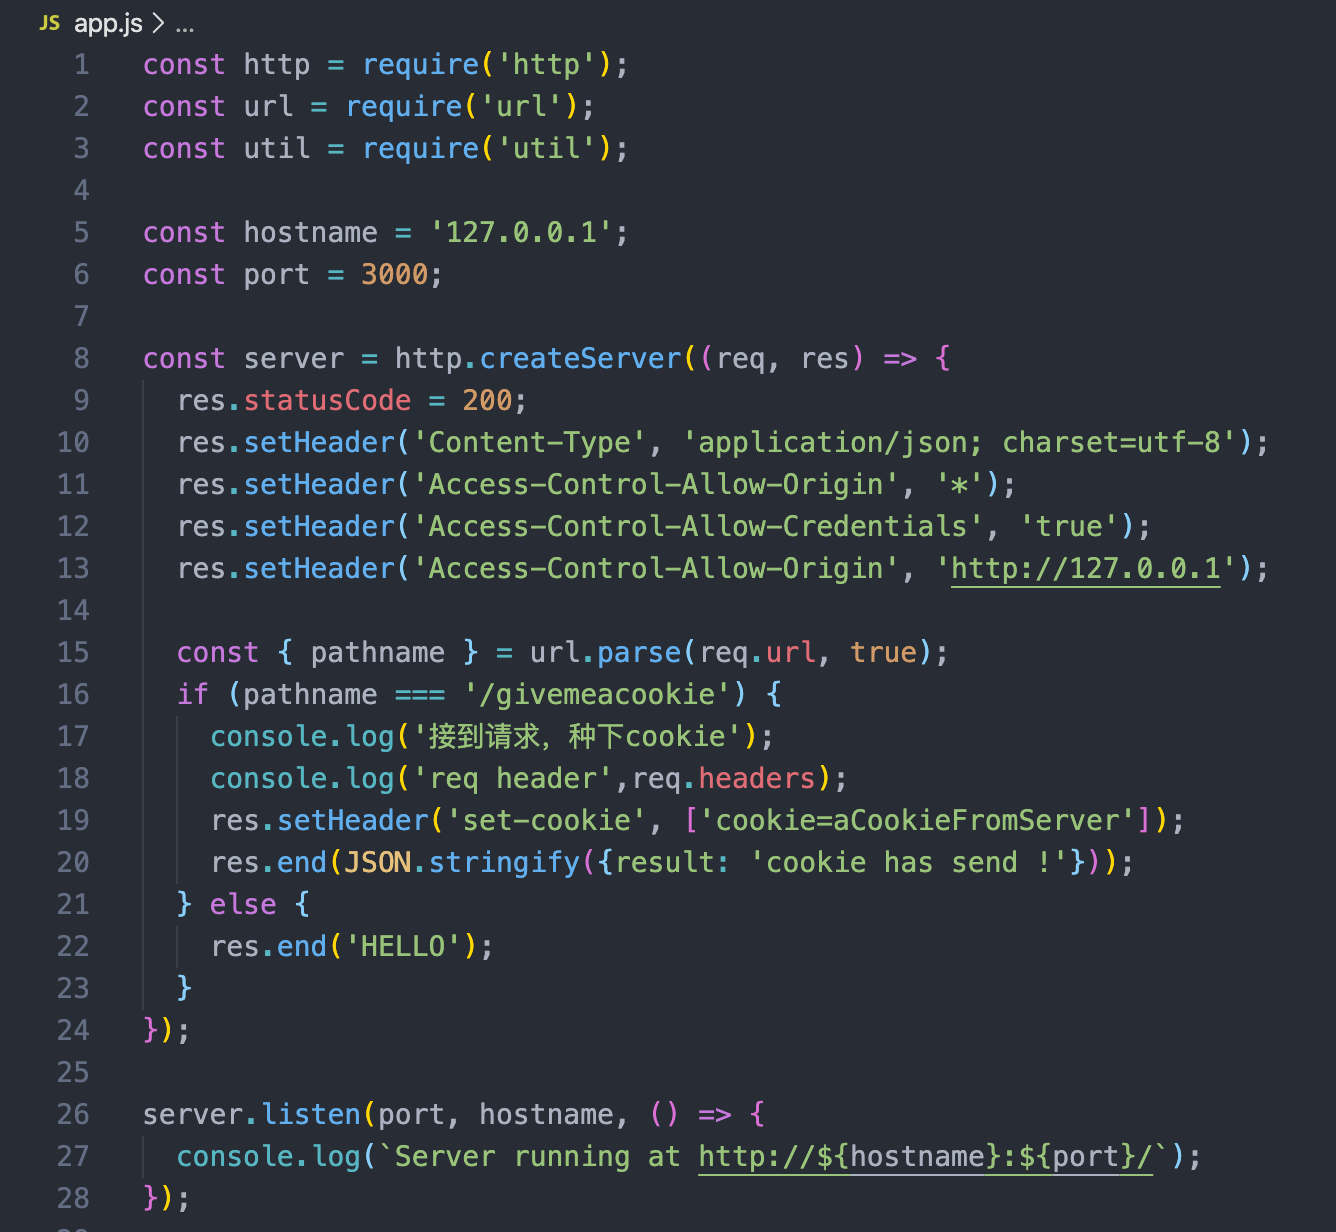 JS app.js > ...
1 const http = require('http');
2 const url = require('url');
3 const util = require('util');
4
5 const hostname = '127.0.0.1';
6 const port = 3000;
7
8 const server = http.createServer((req, res) => {
9   res.statusCode = 200;
10   res.setHeader('Content-Type', 'application/json; charset=utf-8');
11   res.setHeader('Access-Control-Allow-Origin', '*');
12   res.setHeader('Access-Control-Allow-Credentials', 'true');
13   res.setHeader('Access-Control-Allow-Origin', 'http://127.0.0.1');
14
15   const { pathname } = url.parse(req.url, true);
16   if (pathname === '/givemeacookie') {
17     console.log('接到请求，种下cookie');
18     console.log('req header',req.headers);
19     res.setHeader('set-cookie', ['cookie=aCookieFromServer']);
20     res.end(JSON.stringify({result: 'cookie has send !'}));
21   } else {
22     res.end('HELLO');
23   }
24 });
25
26 server.listen(port, hostname, () => {
27   console.log(`Server running at http://${hostname}:${port}/`);
28 });